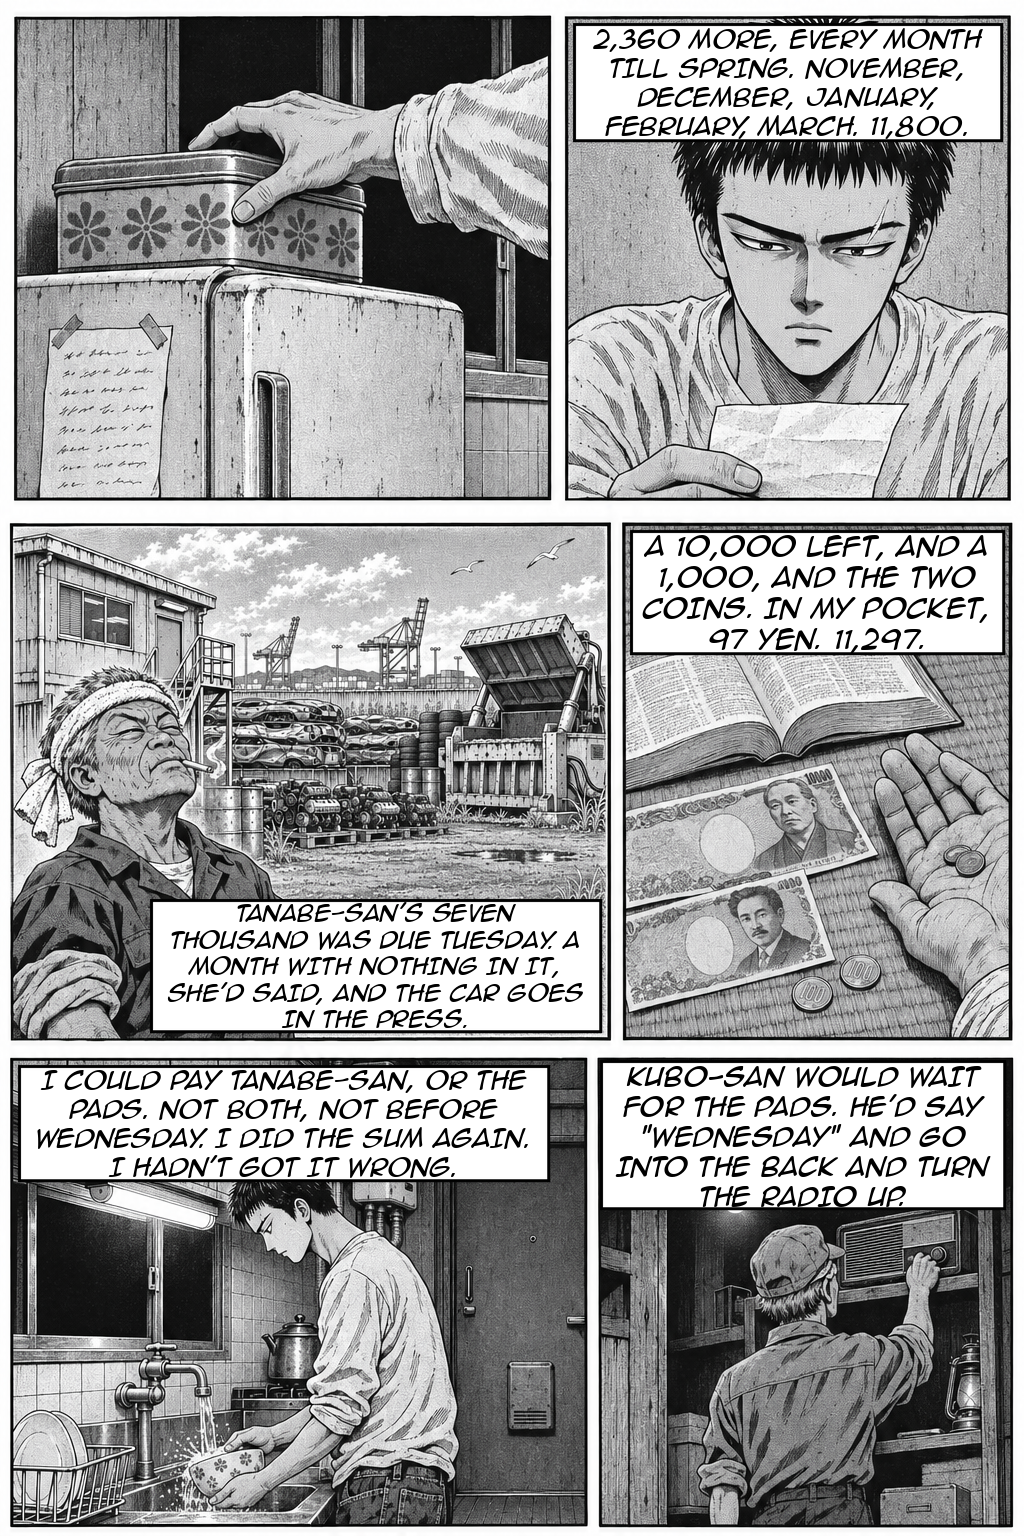 2,360 MORE, EVERY MONTH
TILL SPRING. NOVEMBER,
DECEMBER, JANUARY,
FEBRUARY, MARCH. 11,800.
A 10,000 LEFT, AND A
1,000, AND THE TWO
COINS. IN MY POCKET,
97 YEN. 11,297.
10000
1000
100
100
TANABE-SAN'S SEVEN
THOUSAND WAS DUE TUESDAY. A
MONTH WITH NOTHING IN IT,
SHE'D SAID, AND THE CAR GOES
IN THE PRESS.
I COULD PAY TANABE-SAN, OR THE
PADS. NOT BOTH, NOT BEFORE
WEDNESDAY. I DID THE SUM AGAIN.
I HADN'T GOT IT WRONG.
KUBO-SAN WOULD WAIT
FOR THE PADS. HE'D SAY
"WEDNESDAY" AND GO
INTO THE BACK AND TURN
THE RADIO UP.